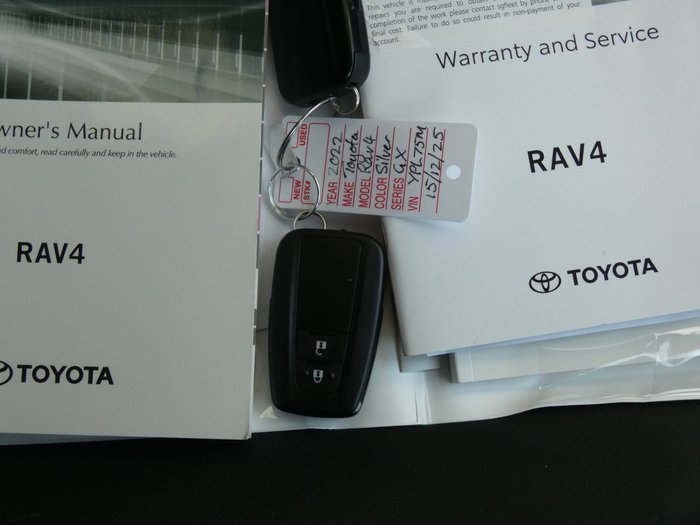 wner's Manual
d comfort, read carefully and keep in the vehicle.
RAV4
TOYOTA
USED
NEW
STK#
YEAR 2022
MAKE Toyota
MODEL Rav4
COLOR Silver
SERIES GX
VIN YPL75M
15/12/25
This vehicle is
repairs you are required to obtain
completion of the work please contact sgfleet by phone
final cost. Failure to do so could result in non-payment of your
account.
Warranty and Service
RAV4
TOYOTA